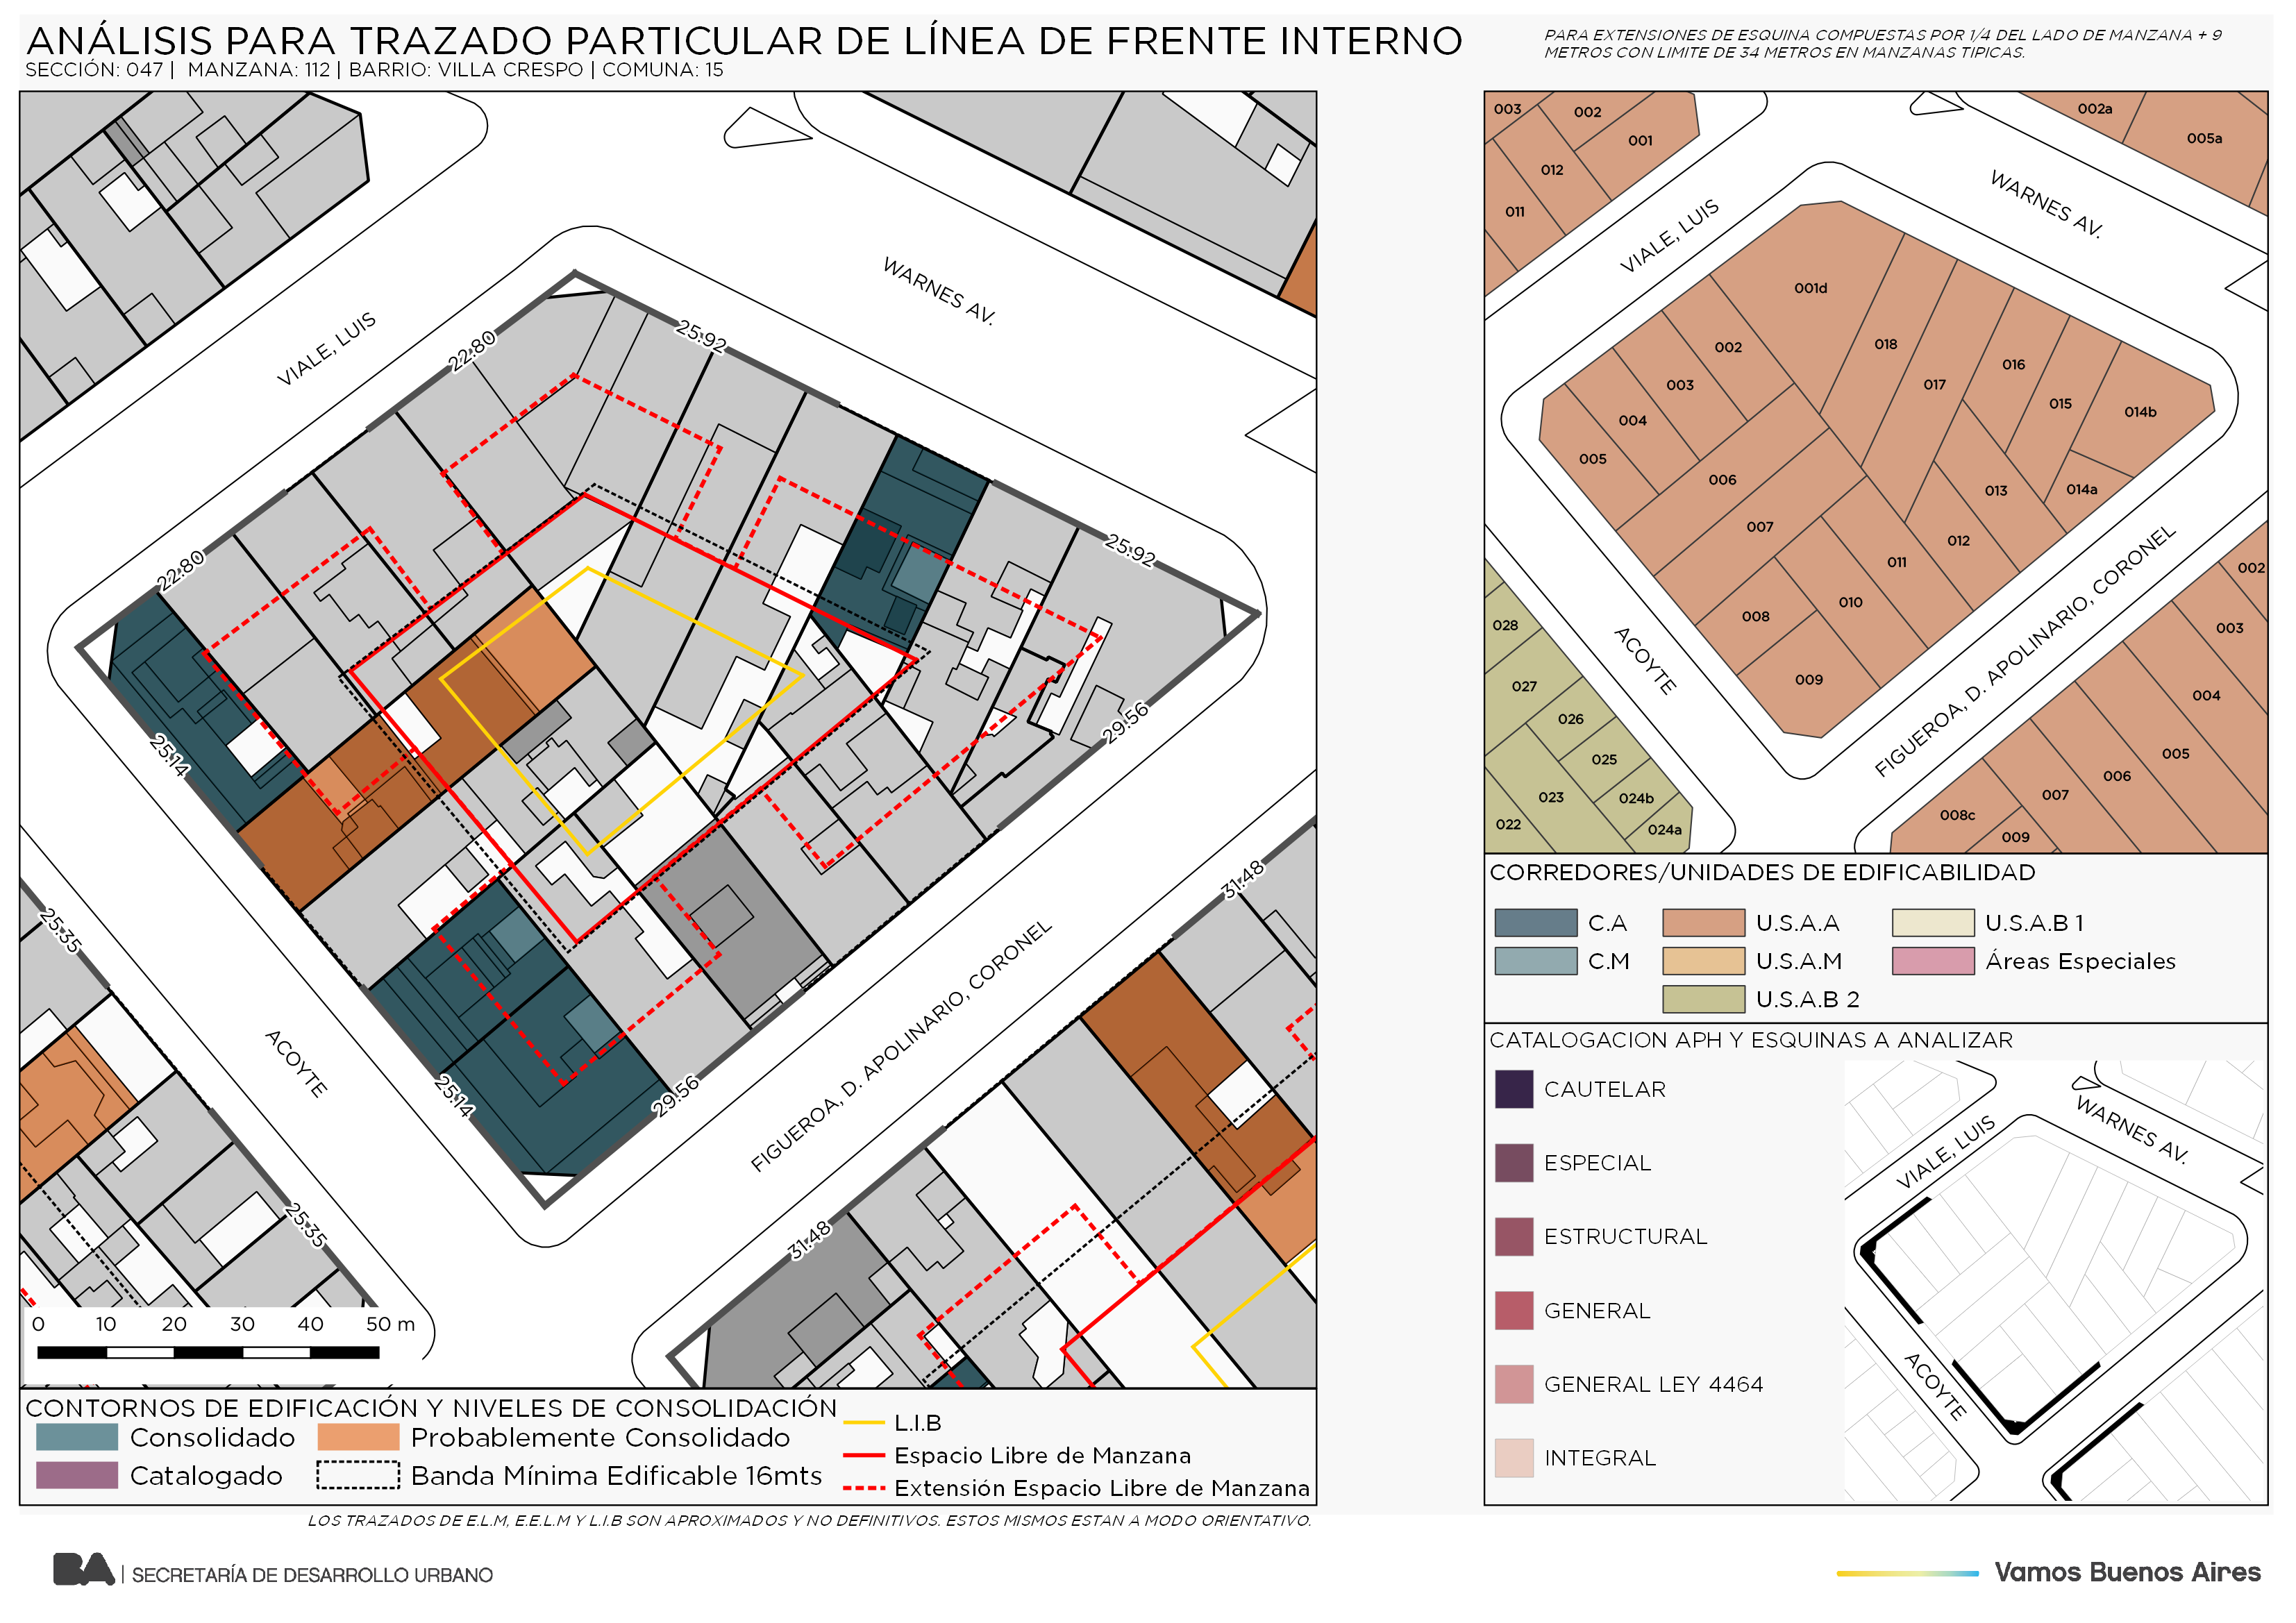 ANÁLISIS PARA TRAZADO PARTICULAR DE LÍNEA DE FRENTE INTERNO
SECCIÓN: 047 | MANZANA: 112 | BARRIO: VILLA CRESPO | COMUNA: 15
PARA EXTENSIONES DE ESQUINA COMPUESTAS POR 1/4 DEL LADO DE MANZANA + 9
METROS CON LIMITE DE 34 METROS EN MANZANAS TIPICAS.
VIALE, LUIS
WARNES AV.
ACOYTE
FIGUEROA, D. APOLINARIO, CORONEL
22.80
25.92
22.80
25.92
25.14
29.56
25.14
29.56
25.35
25.35
31.48
31.48
0 10 20 30 40 50 m
CONTORNOS DE EDIFICACIÓN Y NIVELES DE CONSOLIDACIÓN
Consolidado
Probablemente Consolidado
Catalogado
Banda Mínima Edificable 16mts
L.I.B
Espacio Libre de Manzana
Extensión Espacio Libre de Manzana
LOS TRAZADOS DE E.L.M, E.E.L.M Y L.I.B SON APROXIMADOS Y NO DEFINITIVOS. ESTOS MISMOS ESTAN A MODO ORIENTATIVO.
003
002
001
012
011
002a
005a
VIALE, LUIS
WARNES AV.
001d
018
002
003
004
005
017
016
015
014b
006
007
013
014a
012
011
008
010
009
ACOYTE
FIGUEROA, D. APOLINARIO, CORONEL
028
027
026
025
024b
024a
023
022
002
003
004
005
006
007
008c
009
CORREDORES/UNIDADES DE EDIFICABILIDAD
C.A
U.S.A.A
U.S.A.B 1
C.M
U.S.A.M
Áreas Especiales
U.S.A.B 2
CATALOGACION APH Y ESQUINAS A ANALIZAR
CAUTELAR
ESPECIAL
ESTRUCTURAL
GENERAL
GENERAL LEY 4464
INTEGRAL
VIALE, LUIS
WARNES AV.
ACOYTE
BA | SECRETARÍA DE DESARROLLO URBANO
Vamos Buenos Aires